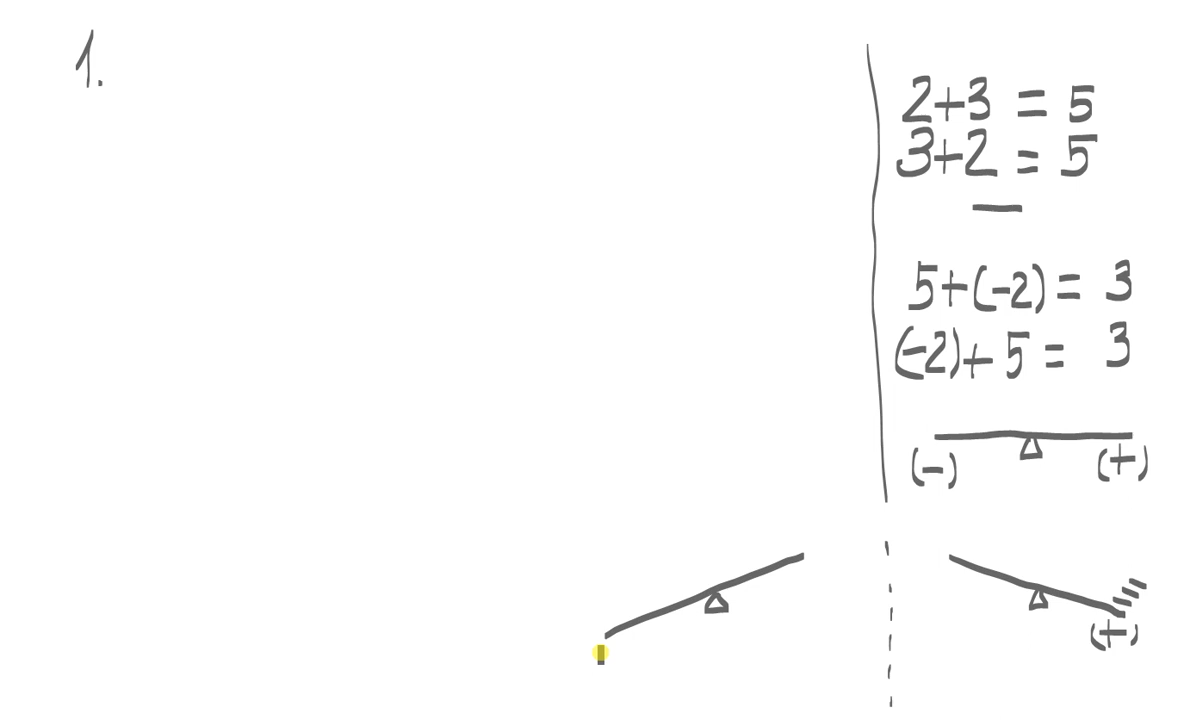 1.
2+3 = 5
3+2 = 5
5+(-2) = 3
(-2)+5 = 3
(-) (+)
(+)